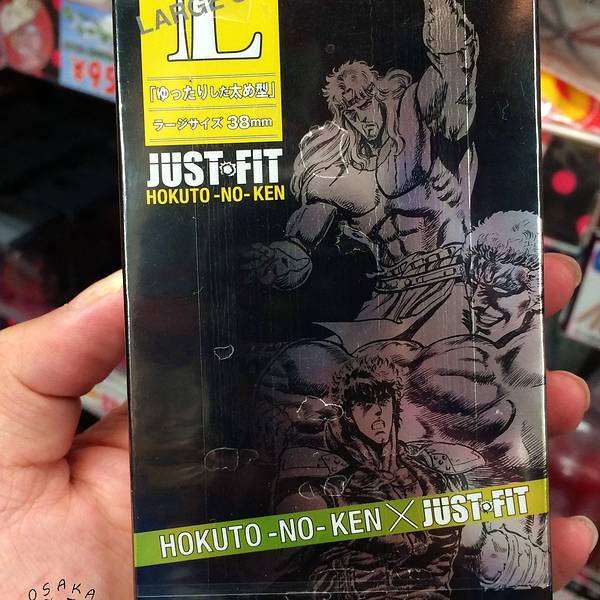 LARGE
L
「ゆったりした太め型」
ラージサイズ 38mm
JUST FIT
HOKUTO-NO-KEN
HOKUTO-NO-KEN×JUST FIT
¥95
OSAKA